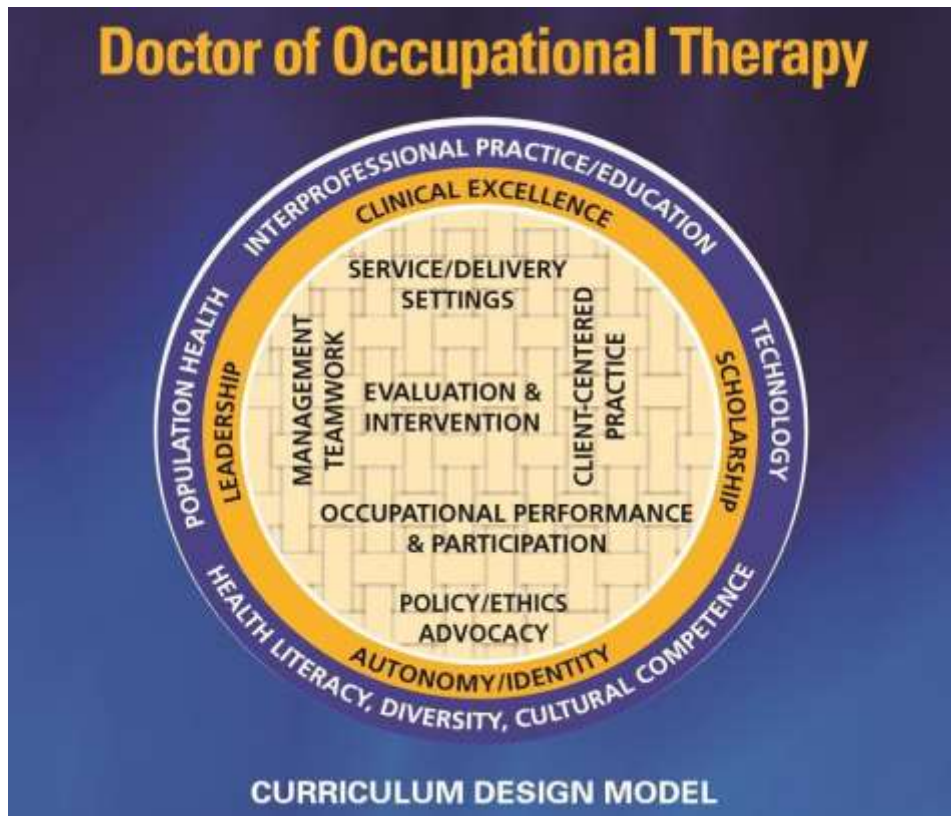 Doctor of Occupational Therapy
INTERPROFESSIONAL PRACTICE/EDUCATION
CLINICAL EXCELLENCE
POPULATION HEALTH
LEADERSHIP
SERVICE/DELIVERY
SETTINGS
MANAGEMENT
TEAMWORK
EVALUATION &
INTERVENTION
CLIENT-CENTERED
PRACTICE
SCHOLARSHIP
TECHNOLOGY
OCCUPATIONAL PERFORMANCE
& PARTICIPATION
POLICY/ETHICS
ADVOCACY
AUTONOMY/IDENTITY
HEALTH LITERACY, DIVERSITY, CULTURAL COMPETENCE
CURRICULUM DESIGN MODEL